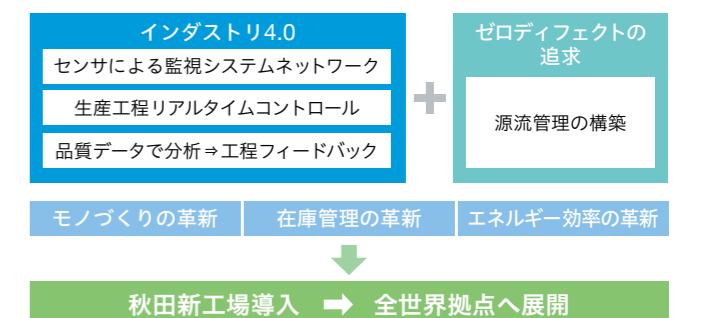 インダストリ4.0
センサによる監視システムネットワーク
生産工程リアルタイムコントロール
品質データで分析⇒工程フィードバック
+
ゼロディフェクトの
追求
源流管理の構築
モノづくりの革新
在庫管理の革新
エネルギー効率の革新
秋田新工場導入 ➡ 全世界拠点へ展開